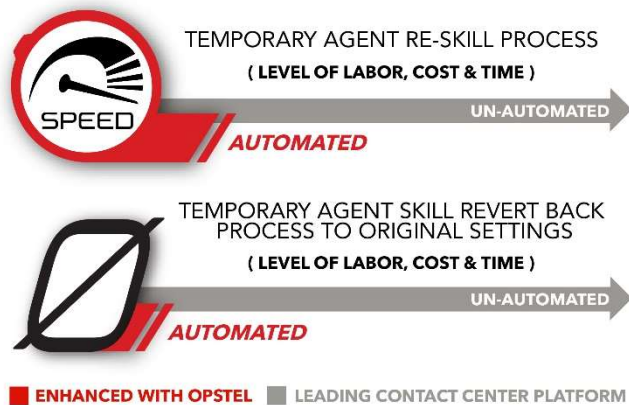 TEMPORARY AGENT RE-SKILL PROCESS
( LEVEL OF LABOR, COST & TIME )
SPEED
UN-AUTOMATED
AUTOMATED
TEMPORARY AGENT SKILL REVERT BACK
PROCESS TO ORIGINAL SETTINGS
( LEVEL OF LABOR, COST & TIME )
UN-AUTOMATED
AUTOMATED
ENHANCED WITH OPSTEL
LEADING CONTACT CENTER PLATFORM